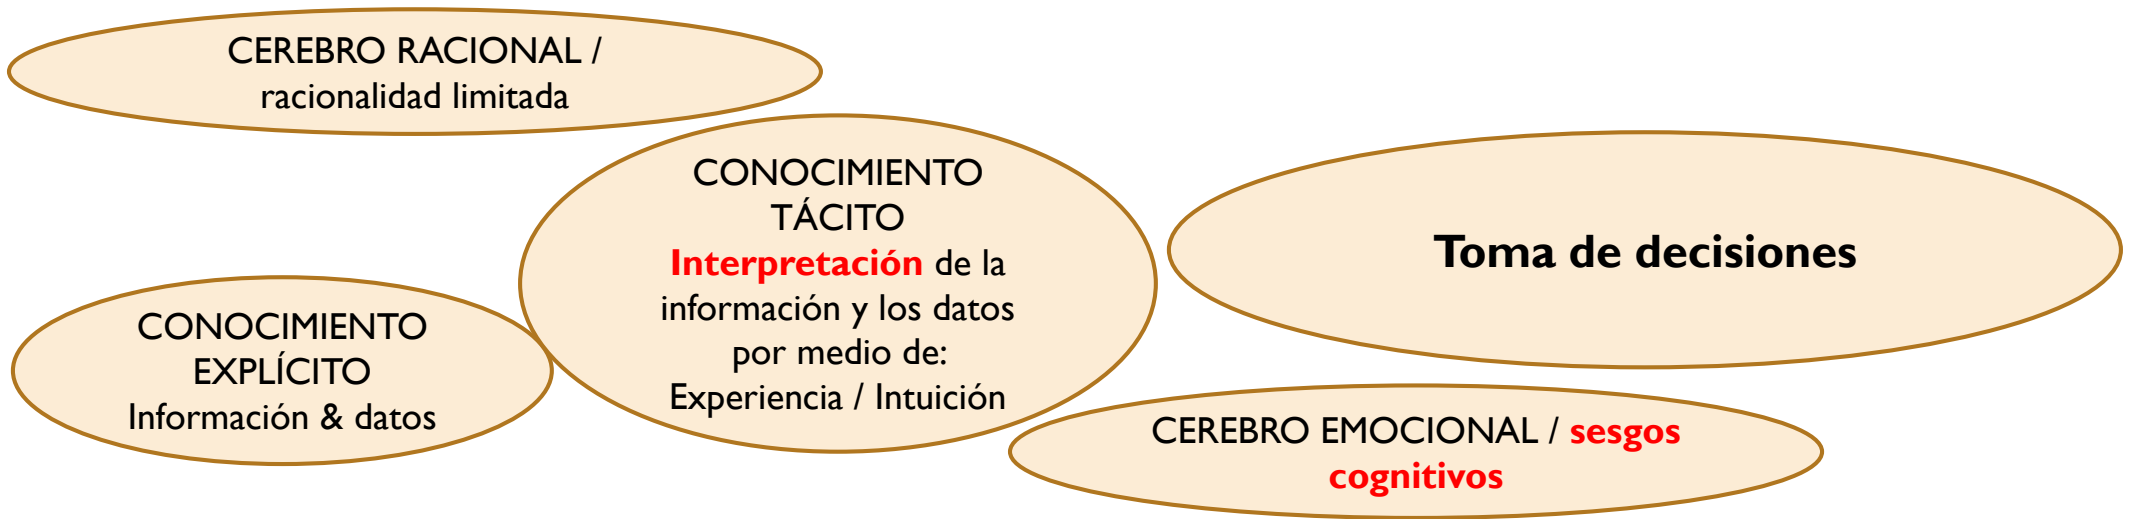 CEREBRO RACIONAL /
racionalidad limitada
CONOCIMIENTO
TÁCITO
Interpretación de la
información y los datos
por medio de:
Experiencia / Intuición
Toma de decisiones
CONOCIMIENTO
EXPLÍCITO
Información & datos
CEREBRO EMOCIONAL / sesgos
cognitivos